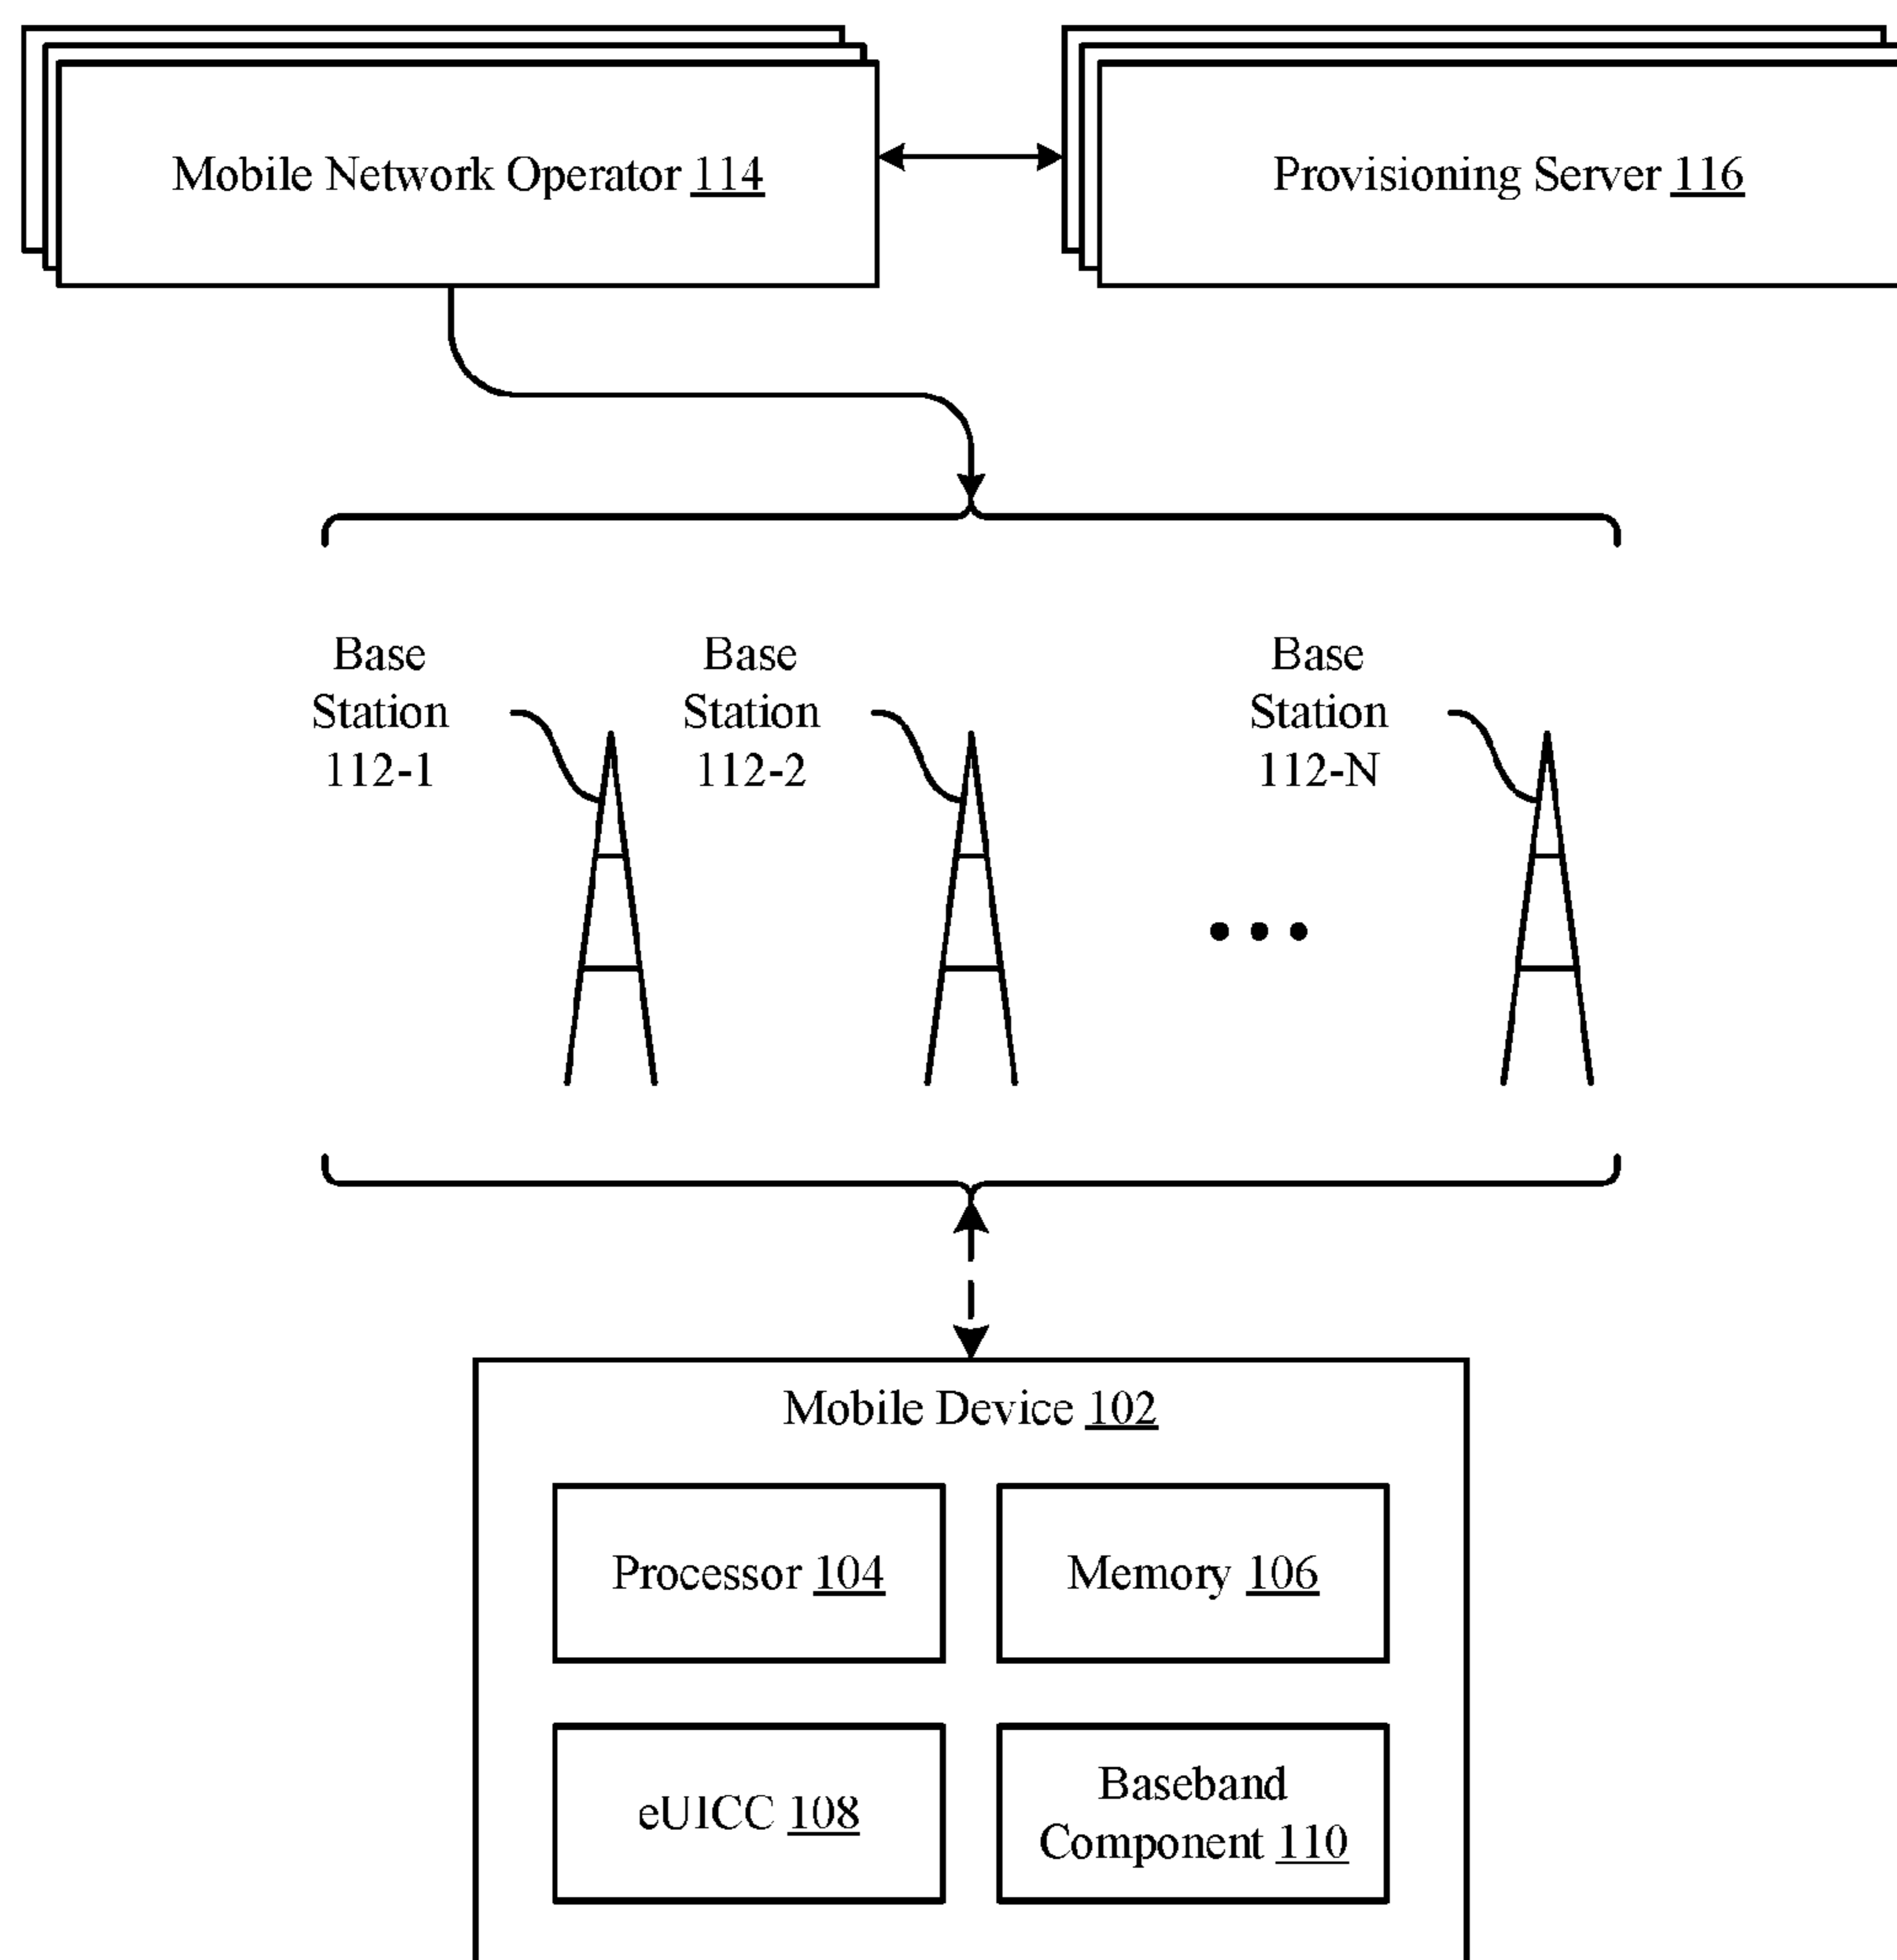 Mobile Network Operator 114
Provisioning Server 116
Base
Station
112-1
Base
Station
112-2
Base
Station
112-N
Mobile Device 102
Processor 104
Memory 106
eUICC 108
Baseband
Component 110